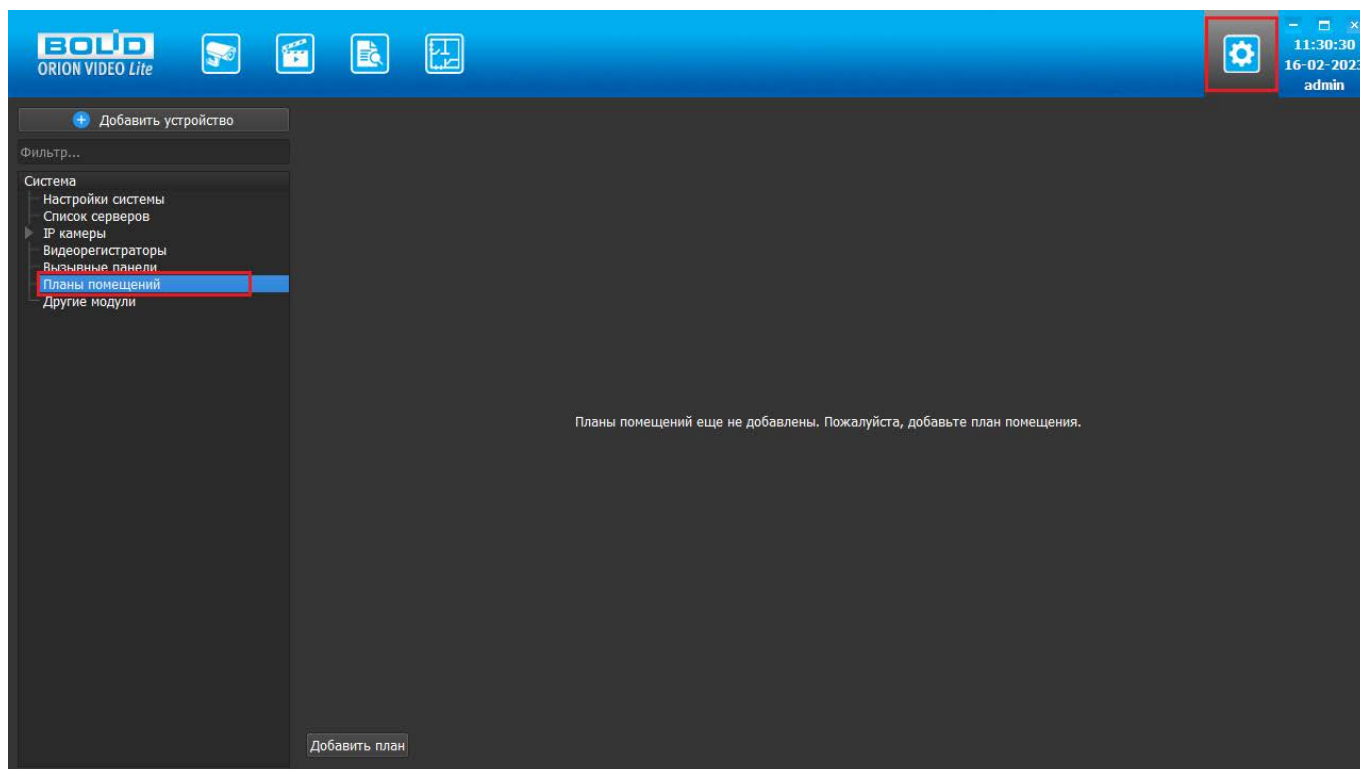 BOLID
ORION VIDEO Lite
11:30:30
16-02-2023
admin
Добавить устройство
Фильтр...
Система
Настройки системы
Список серверов
IP камеры
Видеорегистраторы
Вызывные панели
Планы помещений
Другие модули
Планы помещений еще не добавлены. Пожалуйста, добавьте план помещения.
Добавить план